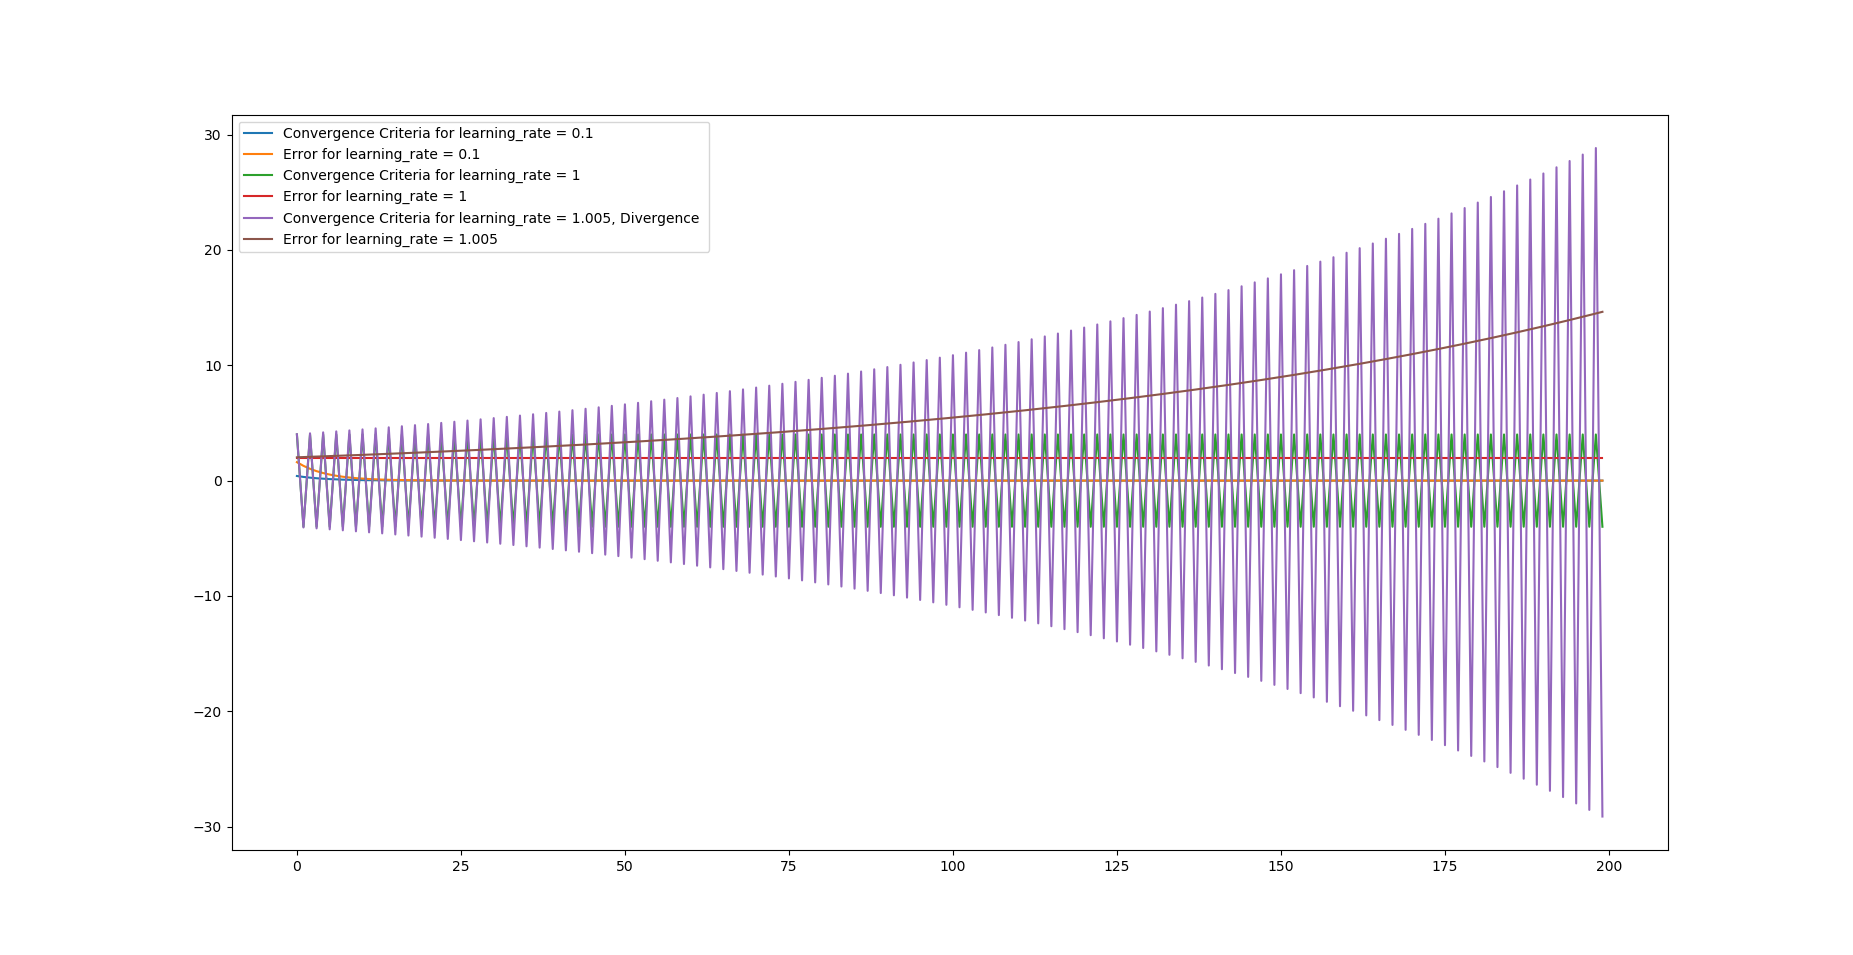 Convergence Criteria for learning_rate = 0.1
Error for learning_rate = 0.1
Convergence Criteria for learning_rate = 1
Error for learning_rate = 1
Convergence Criteria for learning_rate = 1.005, Divergence
Error for learning_rate = 1.005
30
20
10
0
−10
−20
−30
0 25 50 75 100 125 150 175 200